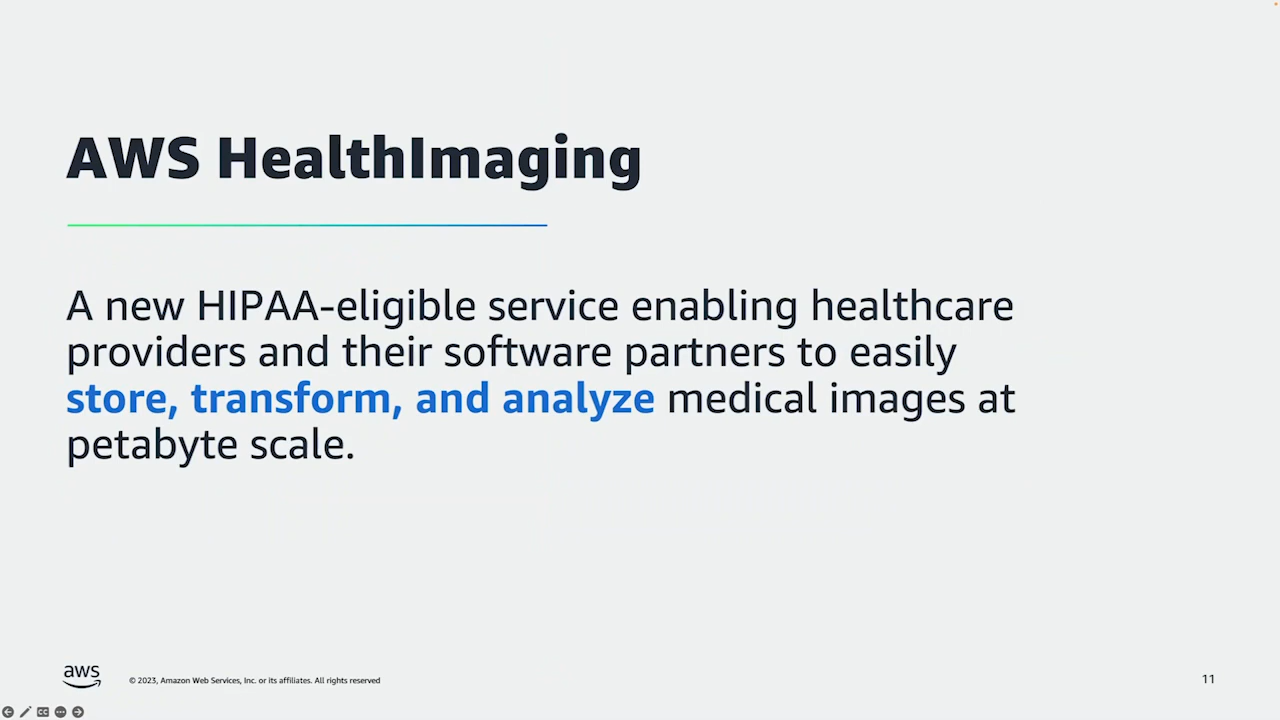 AWS HealthImaging
A new HIPAA-eligible service enabling healthcare
providers and their software partners to easily
store, transform, and analyze medical images at
petabyte scale.
aws
© 2023, Amazon Web Services, Inc. or its affiliates. All rights reserved
11
CC